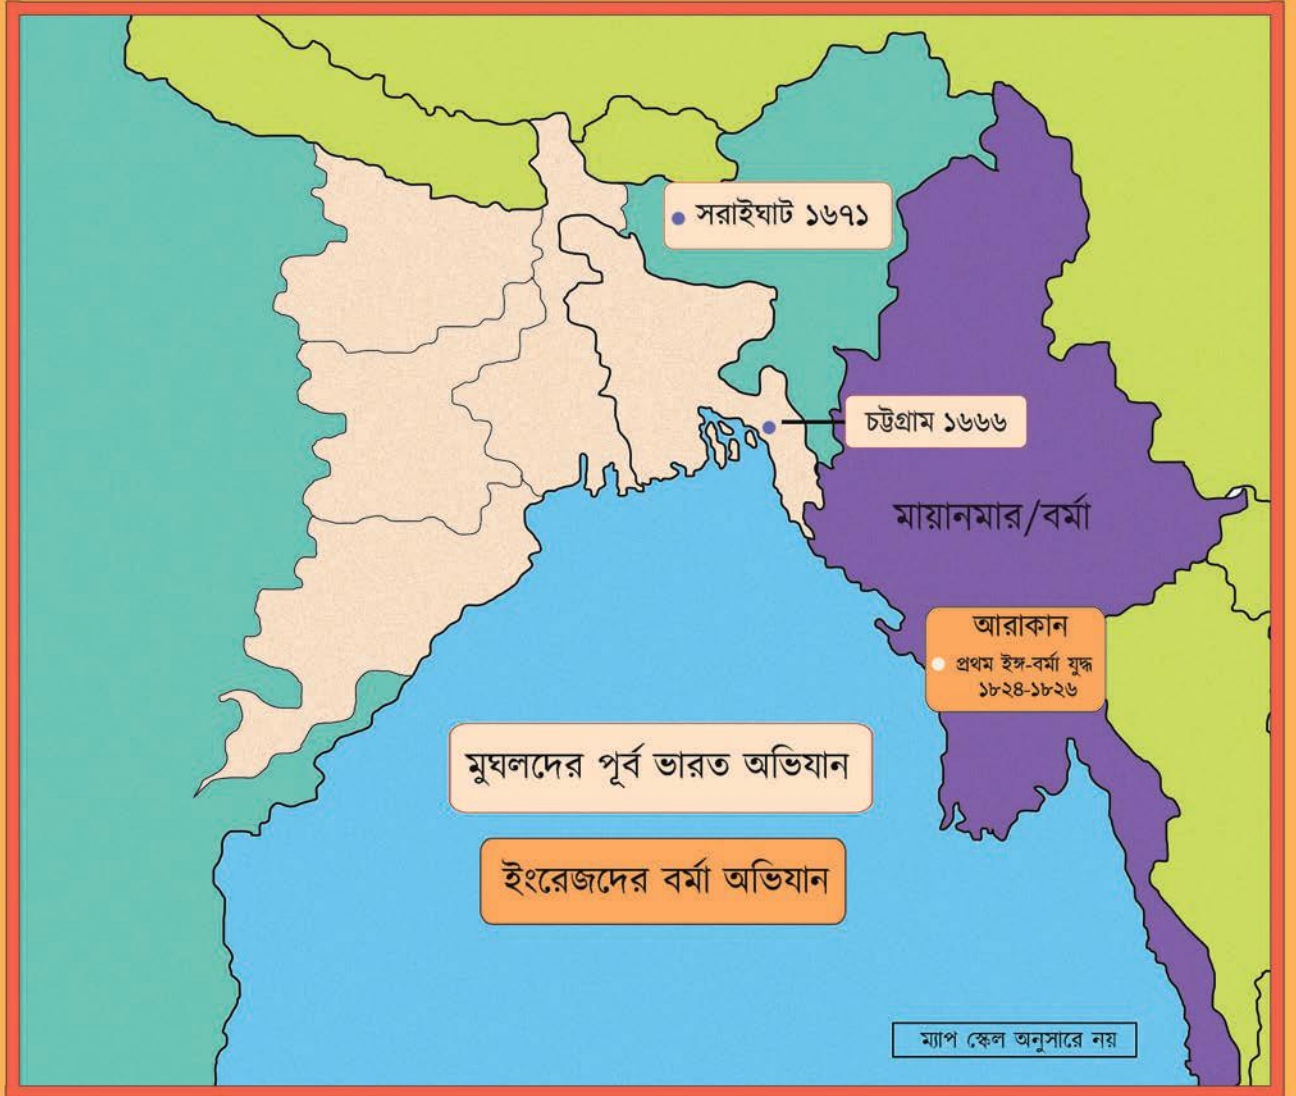 সরাইঘাট ১৬৭১
চট্টগ্রাম ১৬৬৬
মায়ানমার/বর্মা
আরাকান
প্রথম ইঙ্গ-বর্মা যুদ্ধ
১৮২৪-১৮২৬
মুঘলদের পূর্ব ভারত অভিযান
ইংরেজদের বর্মা অভিযান
ম্যাপ স্কেল অনুসারে নয়